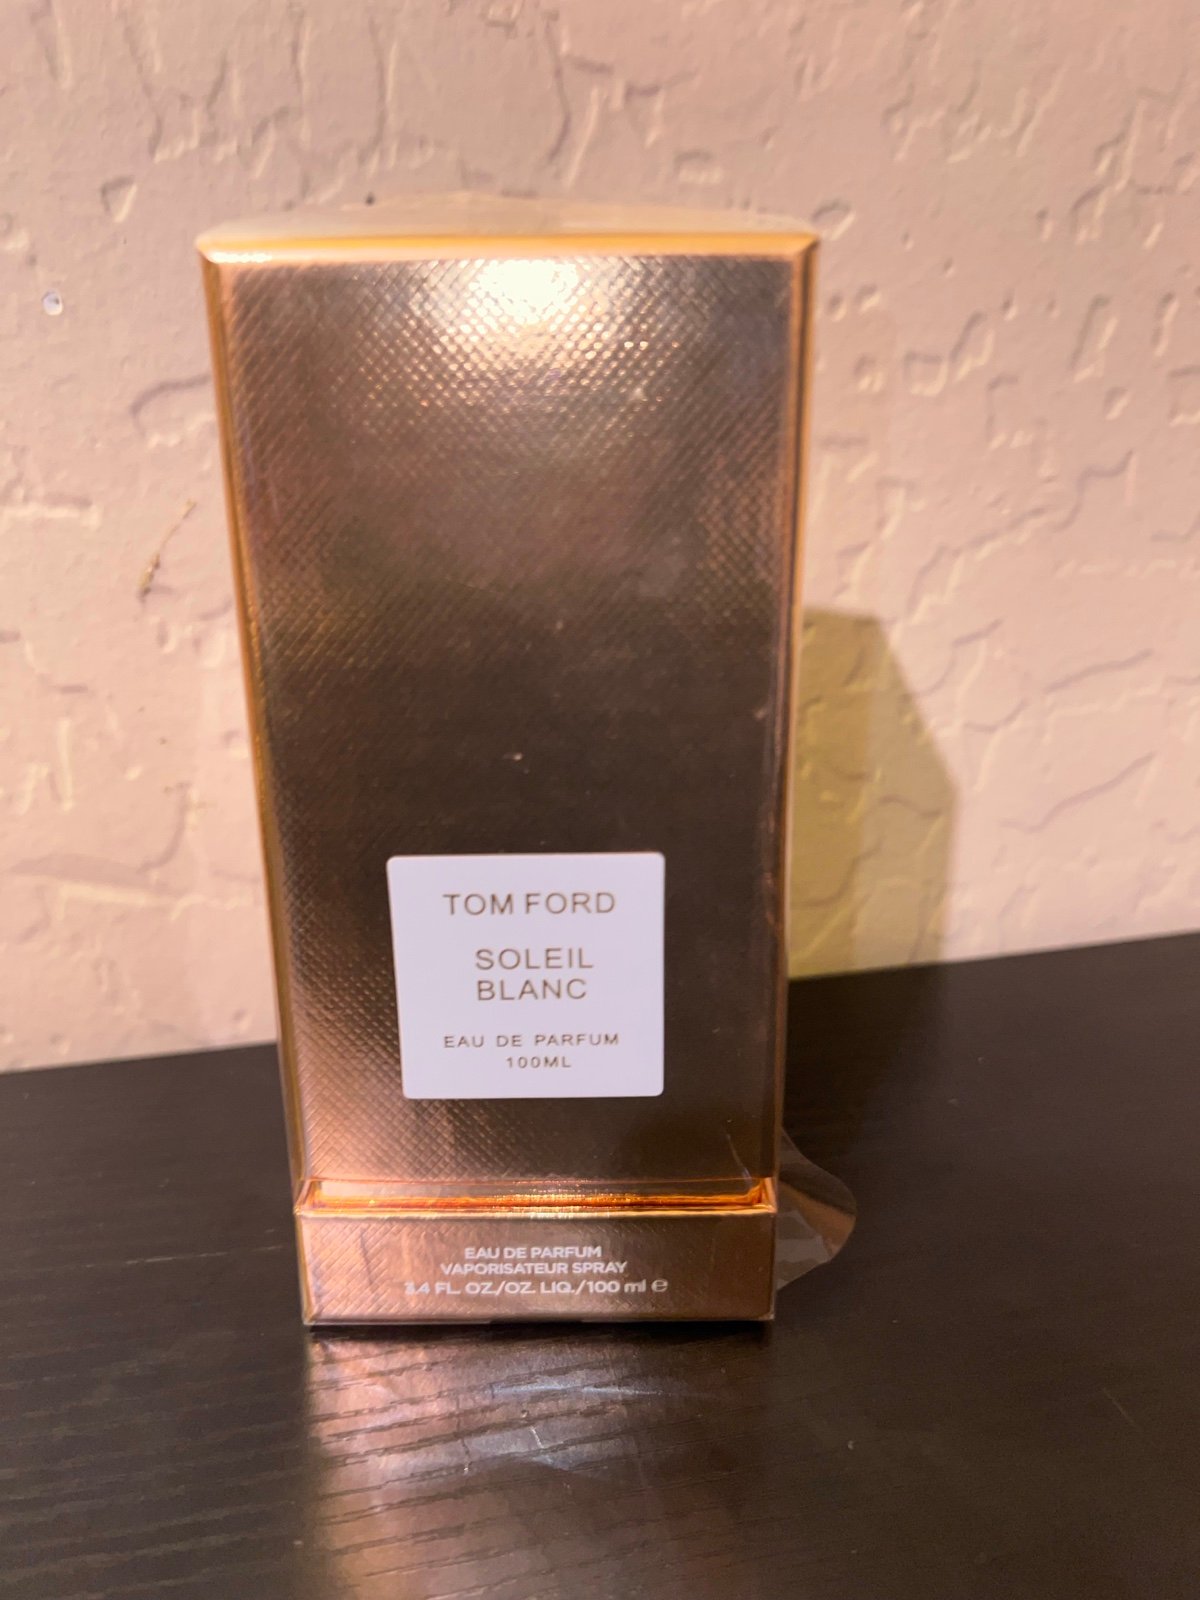 TOM FORD
SOLEIL
BLANC
EAU DE PARFUM
100ML
EAU DE PARFUM
VAPORISATEUR SPRAY
3.4 FL. OZ./OZ. LIQ./100 ml ℮